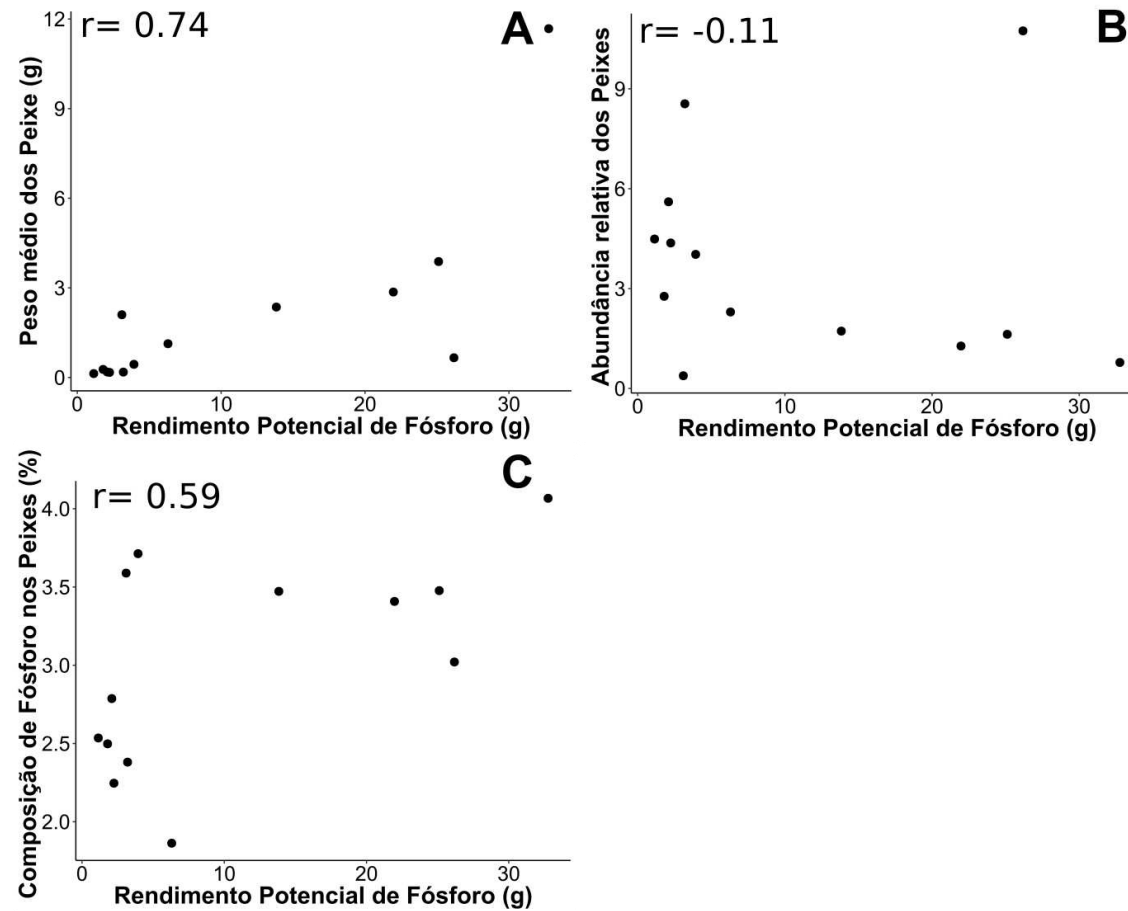 r= 0.74
A
Peso médio dos Peixe (g)
12
9
6
3
0
0 10 20 30
Rendimento Potencial de Fósforo (g)
r= -0.11
B
Abundância relativa dos Peixes
9
6
3
0
0 10 20 30
Rendimento Potencial de Fósforo (g)
r= 0.59
C
Composição de Fósforo nos Peixes (%)
4.0
3.5
3.0
2.5
2.0
0 10 20 30
Rendimento Potencial de Fósforo (g)